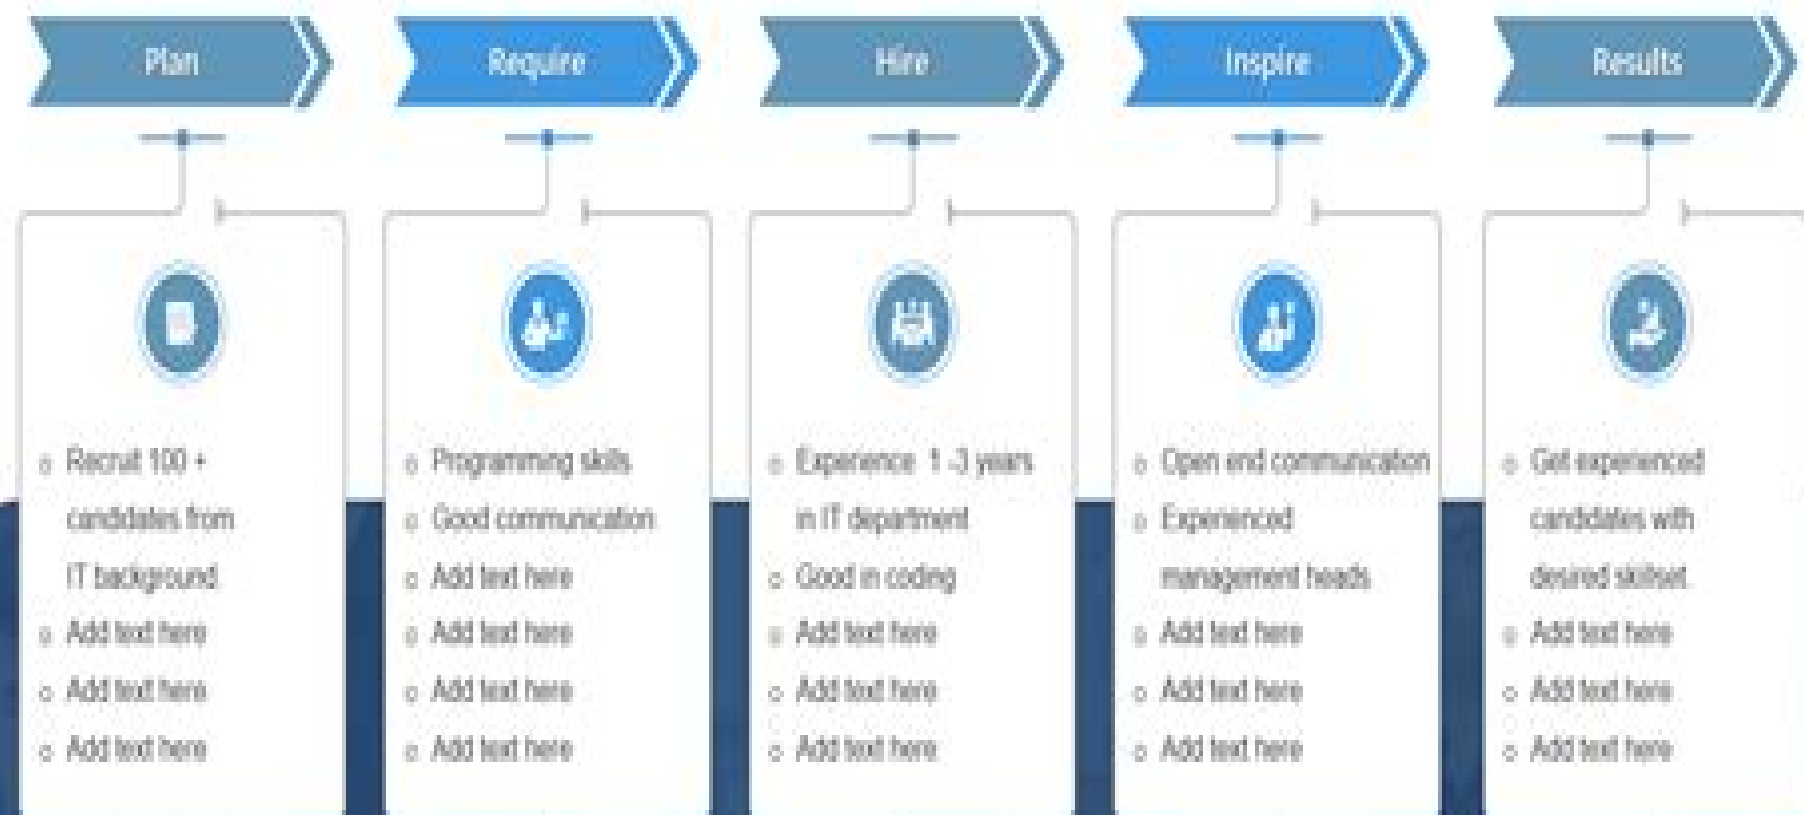 Plan
Require
Hire
Inspire
Results
Recruit 100 +
candidates from
IT background
Add text here
Add text here
Add text here
Programming skills
Good communication
Add text here
Add text here
Add text here
Add text here
Experience 1 -3 years
in IT department
Good in coding
Add text here
Add text here
Add text here
Open end communication
Experienced
management heads
Add text here
Add text here
Add text here
Get experienced
candidates with
desired skillset
Add text here
Add text here
Add text here